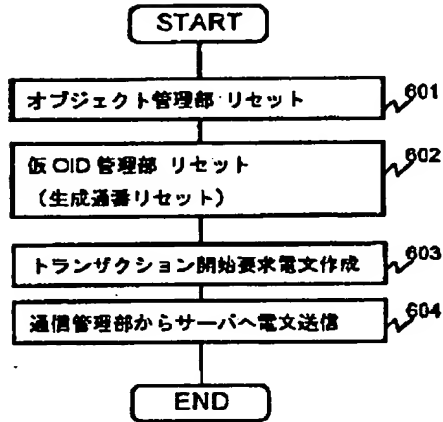 START
オブジェクト管理部 リセット
601
仮OID管理部 リセット
602
（生成通番リセット）
トランザクション開始要求電文作成
603
通信管理部からサーバへ電文送信
604
END